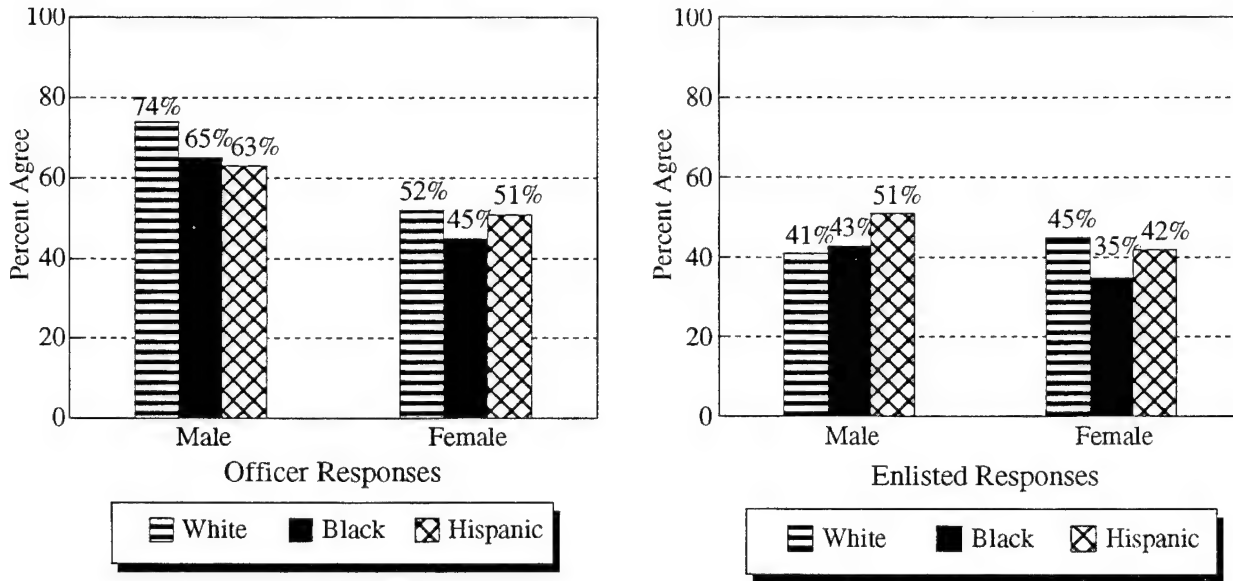 100
80
60
40
20
0
Percent Agree
74%
65%
63%
52%
45%
51%
Male
Female
Officer Responses
White
Black
Hispanic
100
80
60
40
20
0
Percent Agree
41%
43%
51%
45%
35%
42%
Male
Female
Enlisted Responses
White
Black
Hispanic